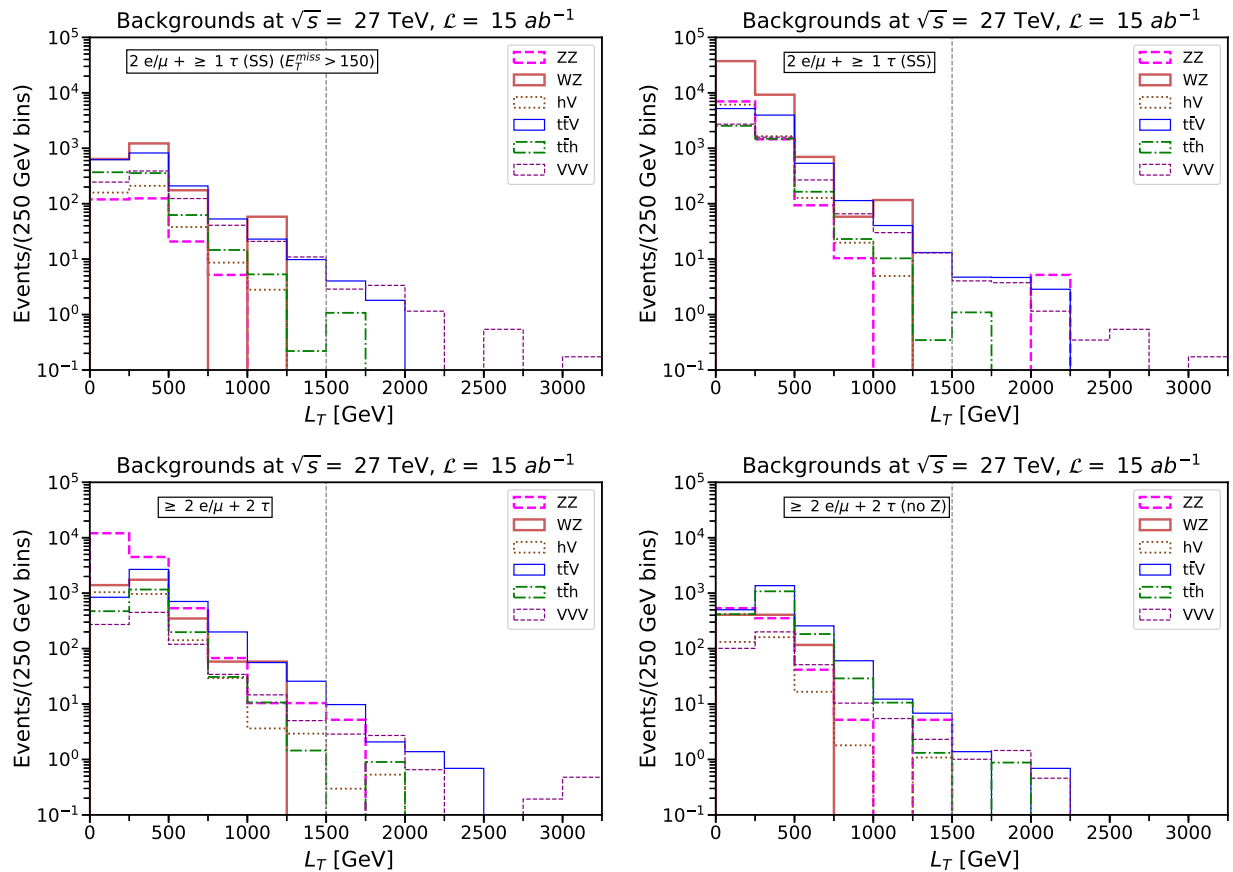 Backgrounds at √s = 27 TeV, ℒ = 15 ab⁻¹
2 e/μ + ≥ 1 τ (SS) (E_T^miss > 150)
ZZ
WZ
hV
tt̄V
tt̄h
VVV
Events/(250 GeV bins)
10⁵
10⁴
10³
10²
10¹
10⁰
10⁻¹
0 500 1000 1500 2000 2500 3000
L_T [GeV]
Backgrounds at √s = 27 TeV, ℒ = 15 ab⁻¹
2 e/μ + ≥ 1 τ (SS)
ZZ
WZ
hV
tt̄V
tt̄h
VVV
Events/(250 GeV bins)
10⁵
10⁴
10³
10²
10¹
10⁰
10⁻¹
0 500 1000 1500 2000 2500 3000
L_T [GeV]
Backgrounds at √s = 27 TeV, ℒ = 15 ab⁻¹
≥ 2 e/μ + 2 τ
ZZ
WZ
hV
tt̄V
tt̄h
VVV
Events/(250 GeV bins)
10⁵
10⁴
10³
10²
10¹
10⁰
10⁻¹
0 500 1000 1500 2000 2500 3000
L_T [GeV]
Backgrounds at √s = 27 TeV, ℒ = 15 ab⁻¹
≥ 2 e/μ + 2 τ (no Z)
ZZ
WZ
hV
tt̄V
tt̄h
VVV
Events/(250 GeV bins)
10⁵
10⁴
10³
10²
10¹
10⁰
10⁻¹
0 500 1000 1500 2000 2500 3000
L_T [GeV]